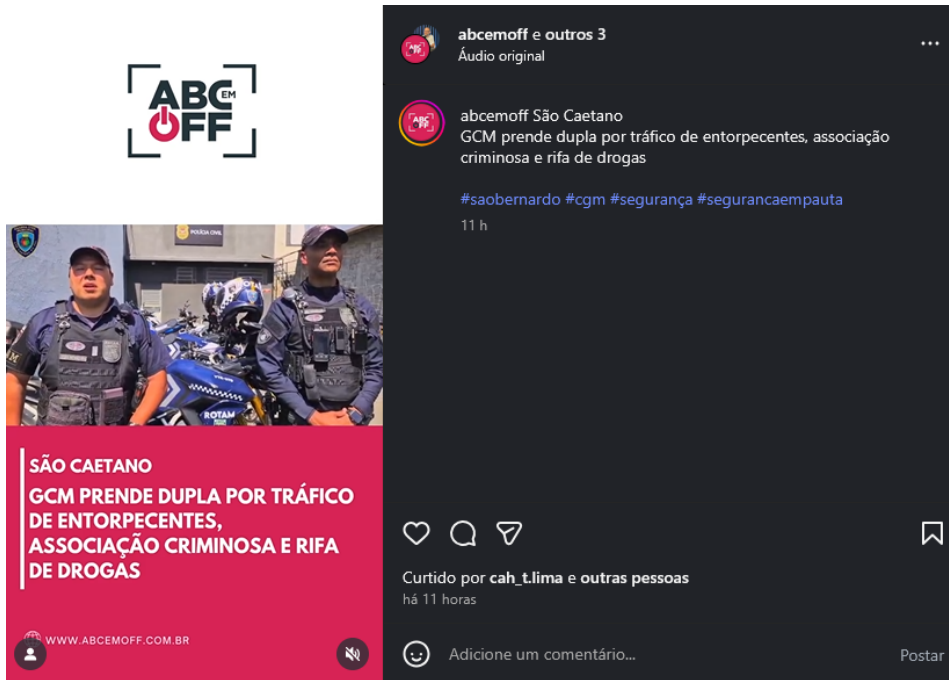 ABC EM
OFF
POLÍCIA CIVIL
ROTAM
SÃO CAETANO
GCM PRENDE DUPLA POR TRÁFICO
DE ENTORPECENTES,
ASSOCIAÇÃO CRIMINOSA E RIFA
DE DROGAS
WWW.ABCEMOFF.COM.BR
abcemoff e outros 3
Áudio original
abcemoff São Caetano
GCM prende dupla por tráfico de entorpecentes, associação
criminosa e rifa de drogas
#saobernardo #cgm #segurança #segurancaempauta
11 h
Curtido por cah_t.lima e outras pessoas
há 11 horas
Adicione um comentário...
Postar